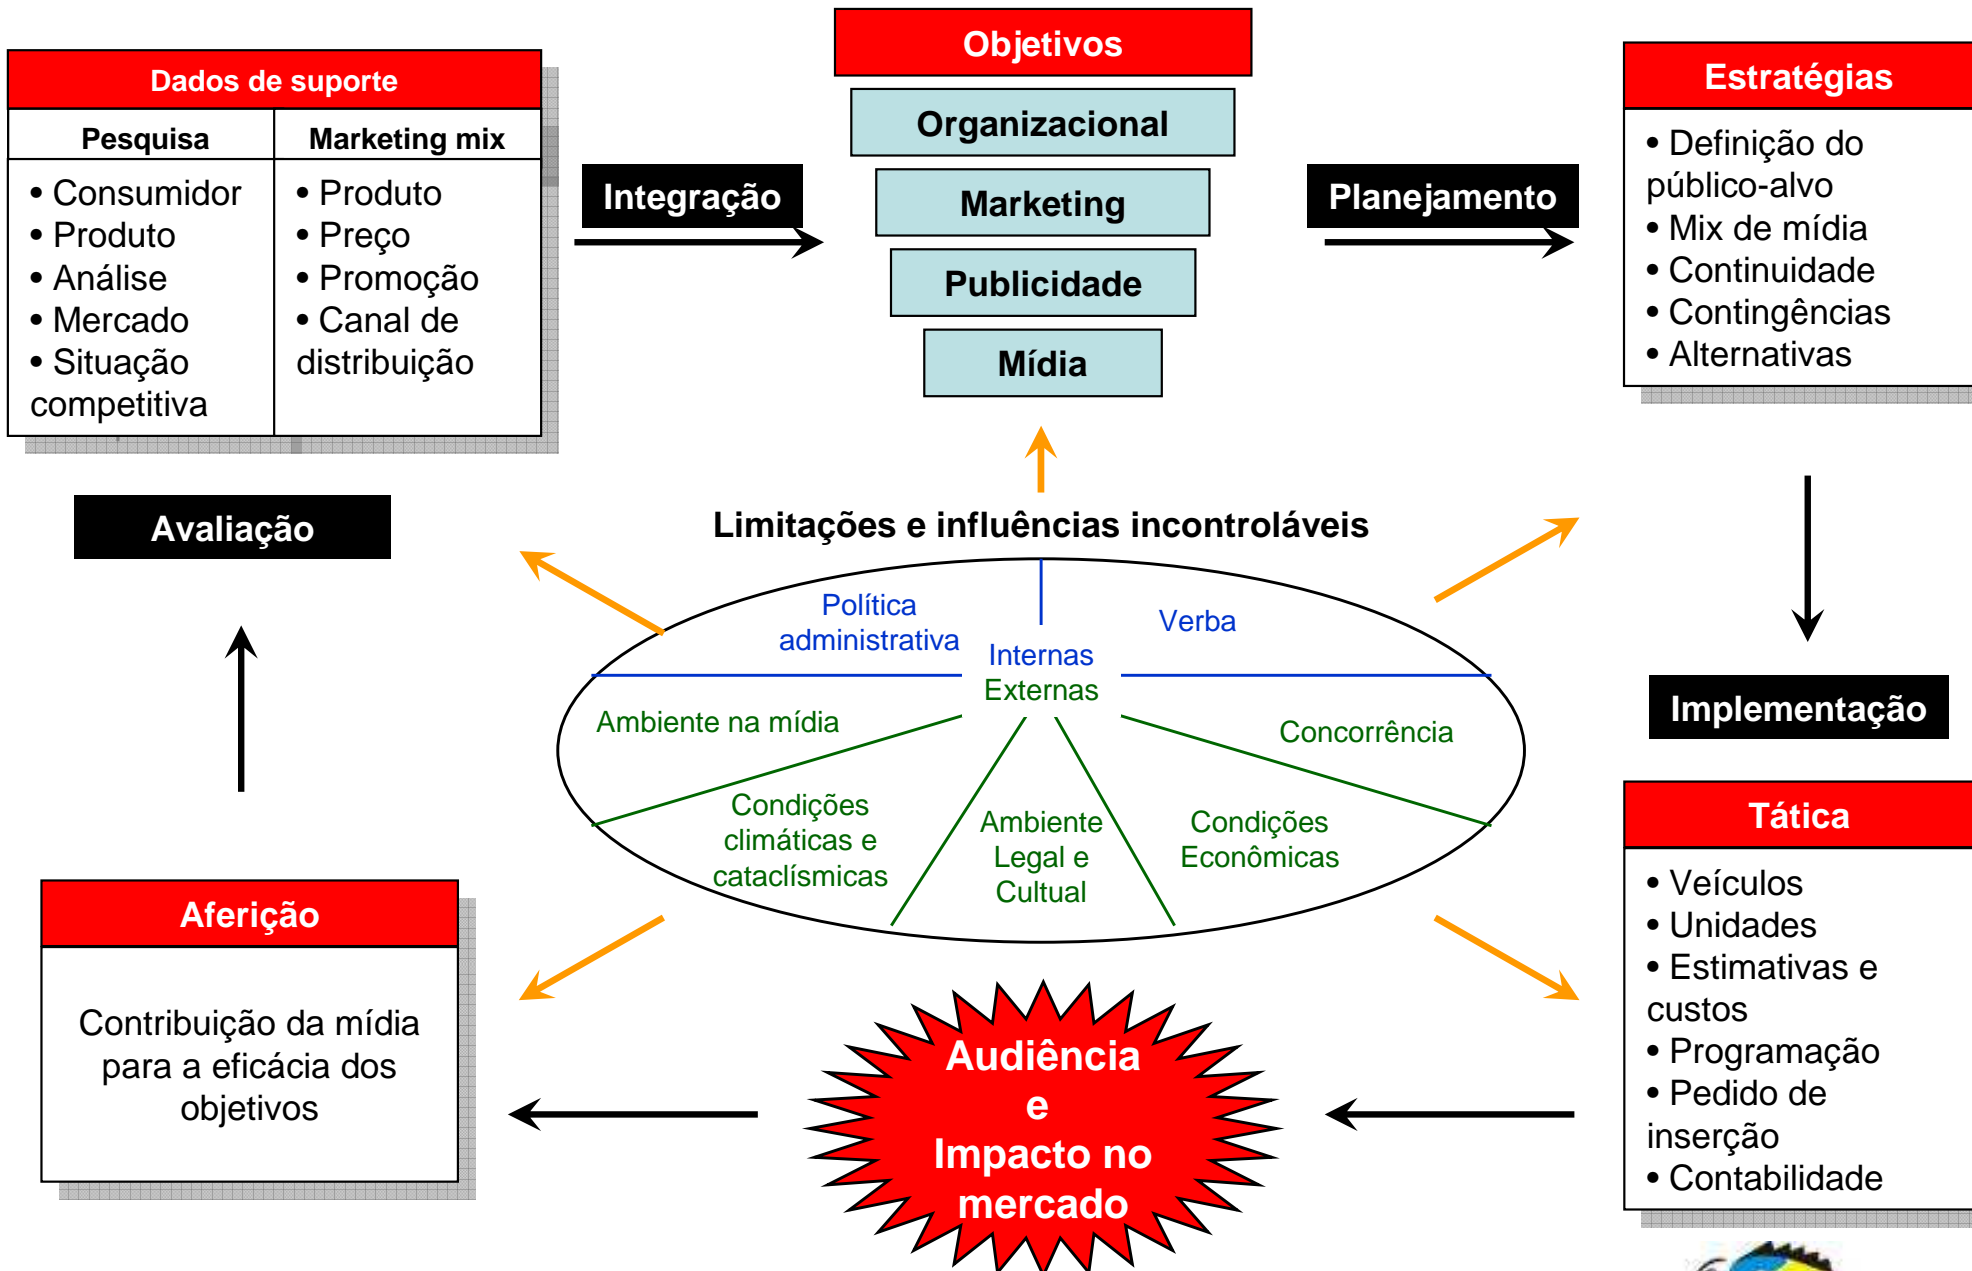 Dados de suporte
Pesquisa
• Consumidor
• Produto
• Análise
• Mercado
• Situação
competitiva
Marketing mix
• Produto
• Preço
• Promoção
• Canal de
distribuição
Integração
Objetivos
Organizacional
Marketing
Publicidade
Mídia
Planejamento
Estratégias
• Definição do
público-alvo
• Mix de mídia
• Continuidade
• Contingências
• Alternativas
Avaliação
Limitações e influências incontroláveis
Política
administrativa
Verba
Internas
Externas
Ambiente na mídia
Concorrência
Condições
climáticas e
cataclísmicas
Ambiente
Legal e
Cultual
Condições
Econômicas
Implementação
Tática
• Veículos
• Unidades
• Estimativas e
custos
• Programação
• Pedido de
inserção
• Contabilidade
Audiência
e
Impacto no
mercado
Aferição
Contribuição da mídia
para a eficácia dos
objetivos